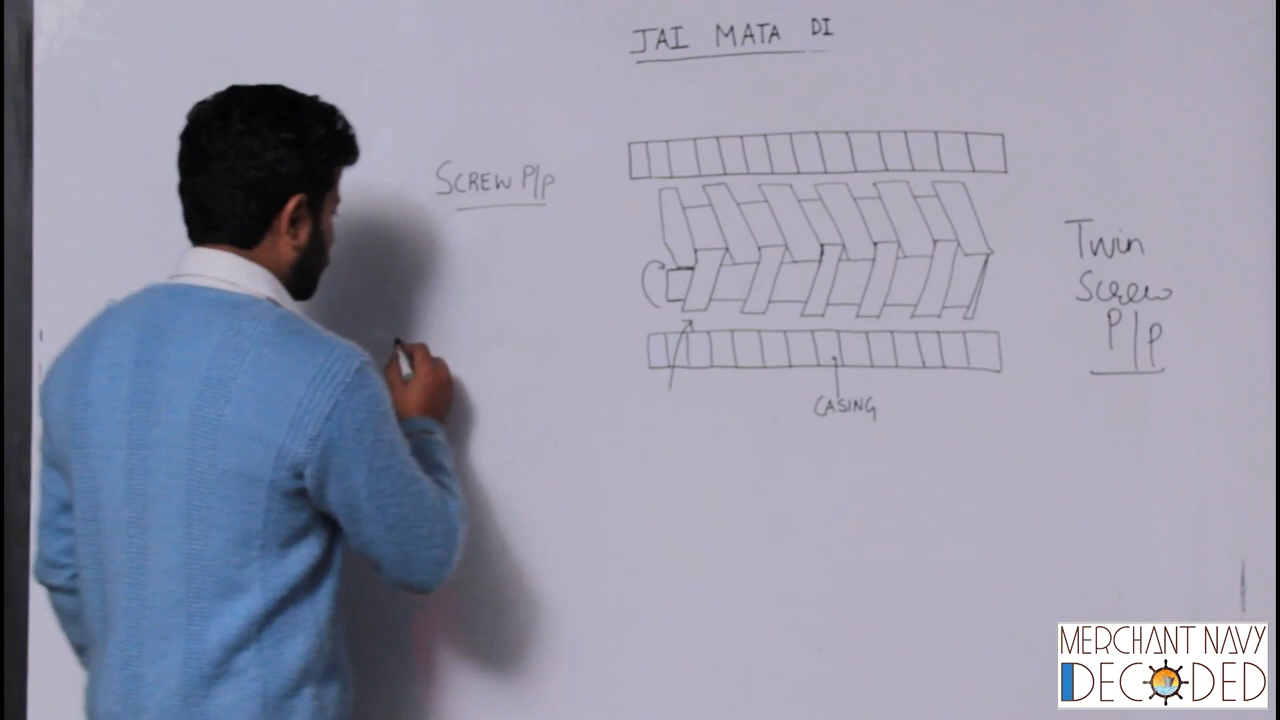 JAI MATA DI
SCREW P/P
Twin
Screw
P/P
CASING
MERCHANT NAVY
DECODED